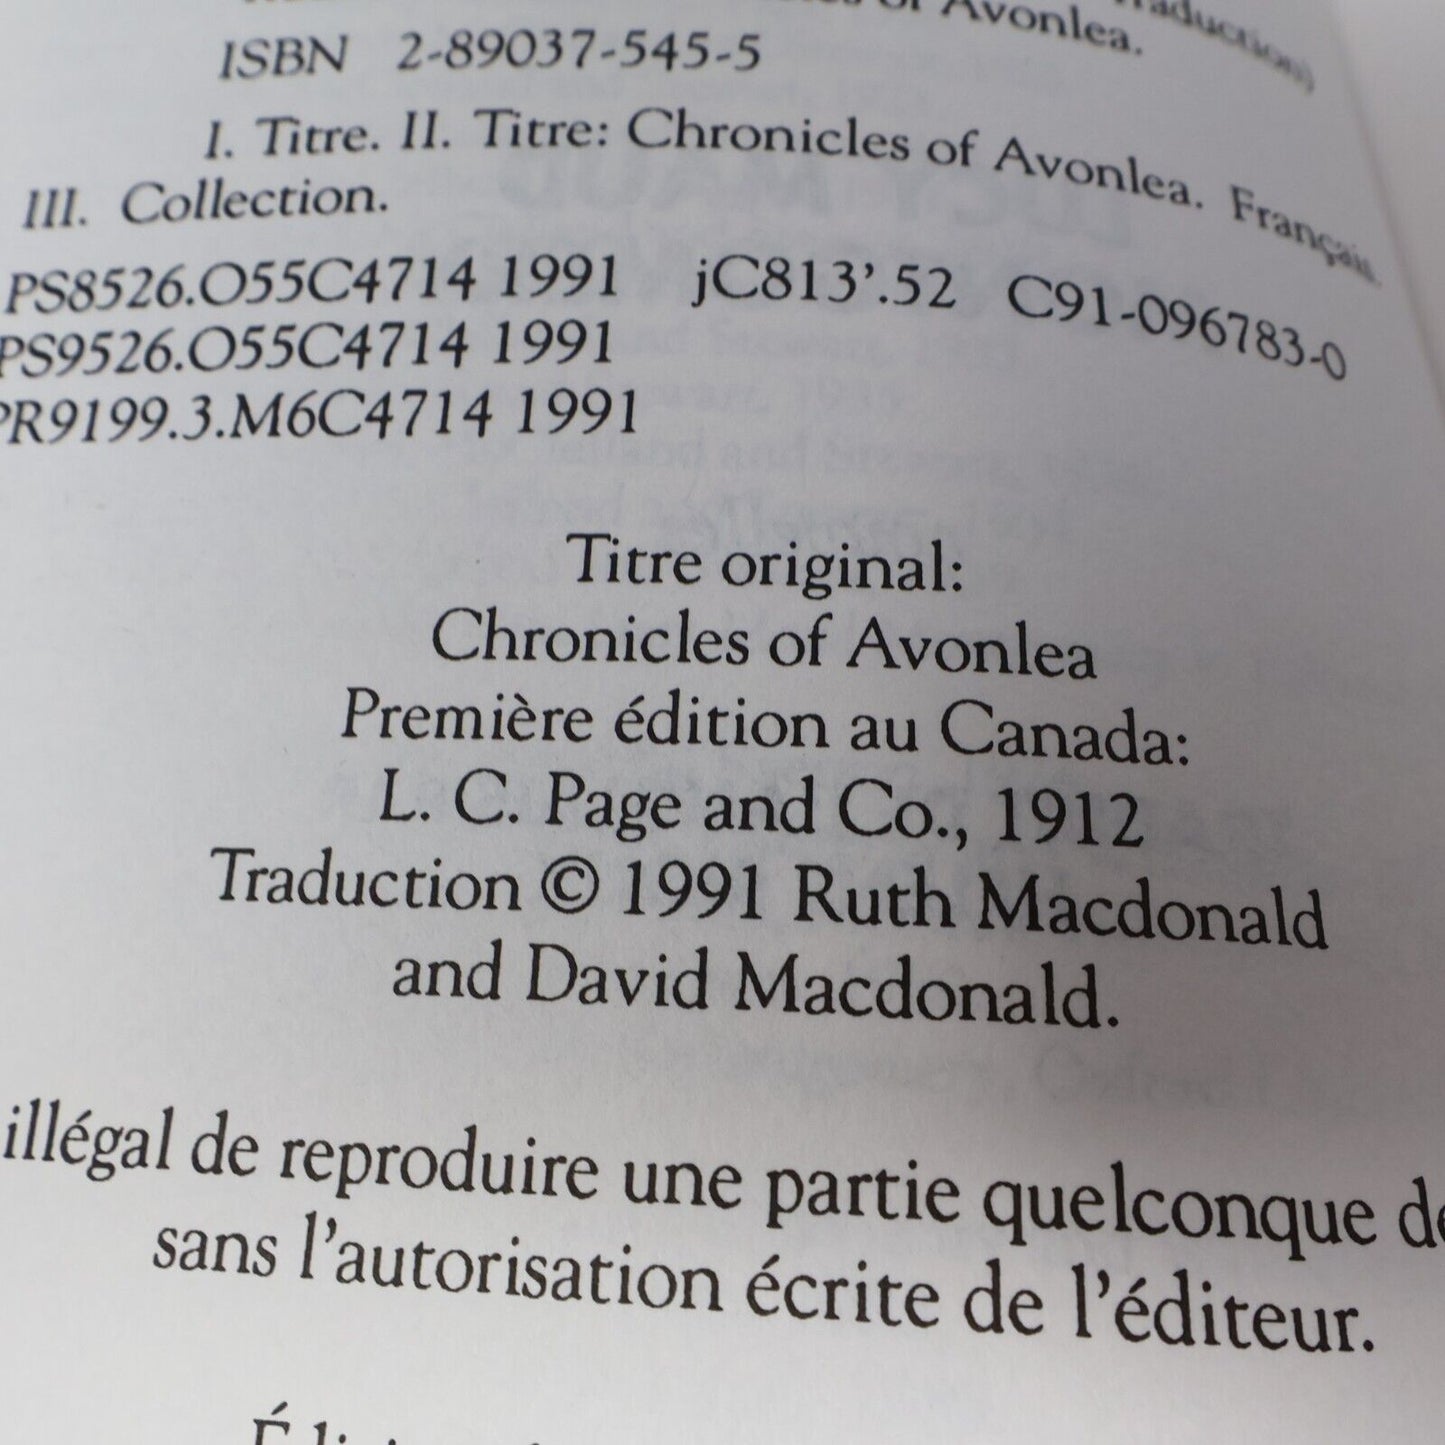 of Avonlea.
ISBN 2-89037-545-5
I. Titre. II. Titre: Chronicles of Avonlea. Français.
III. Collection.
PS8526.O55C4714 1991 jC813'.52 C91-096783-0
PS9526.O55C4714 1991
PR9199.3.M6C4714 1991
Titre original:
Chronicles of Avonlea
Première édition au Canada:
L. C. Page and Co., 1912
Traduction © 1991 Ruth Macdonald
and David Macdonald.
illégal de reproduire une partie quelconque de
sans l'autorisation écrite de l'éditeur.